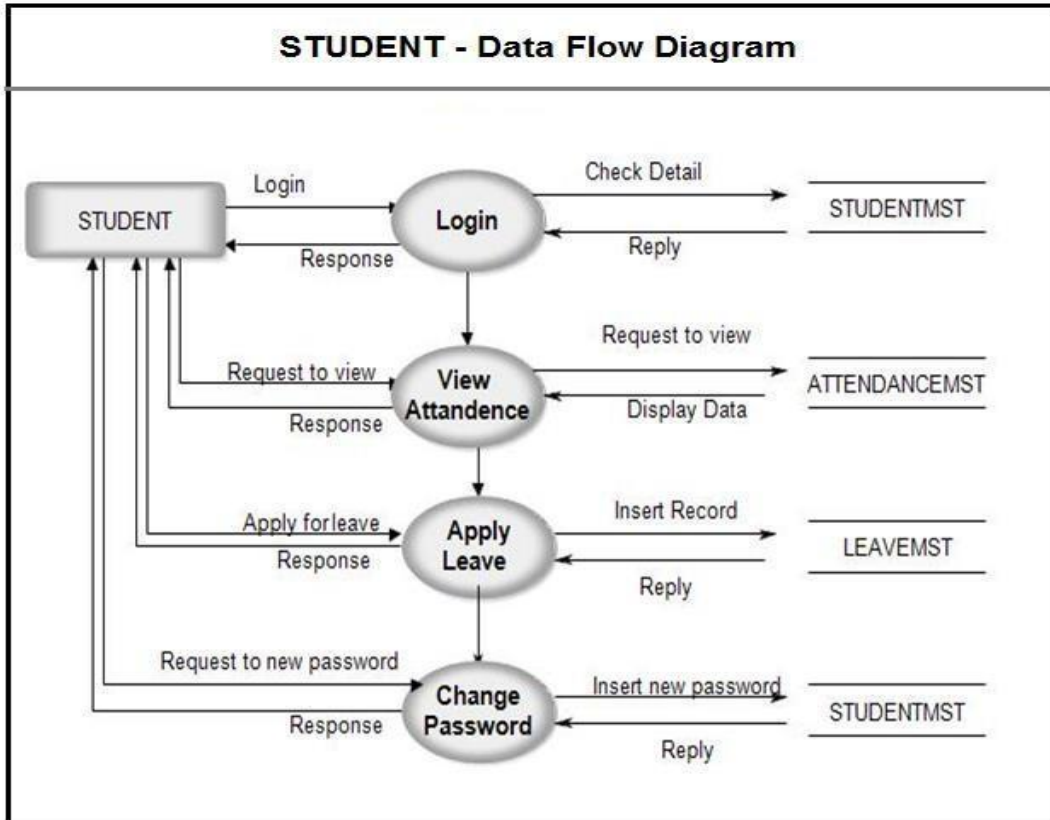 STUDENT - Data Flow Diagram
Login
Check Detail
STUDENT
Login
STUDENTMST
Response
Reply
Request to view
Request to view
View
Attandence
ATTENDANCEMST
Response
Display Data
Apply for leave
Insert Record
Apply
Leave
LEAVEMST
Response
Reply
Request to new password
Insert new password
Change
Password
STUDENTMST
Response
Reply